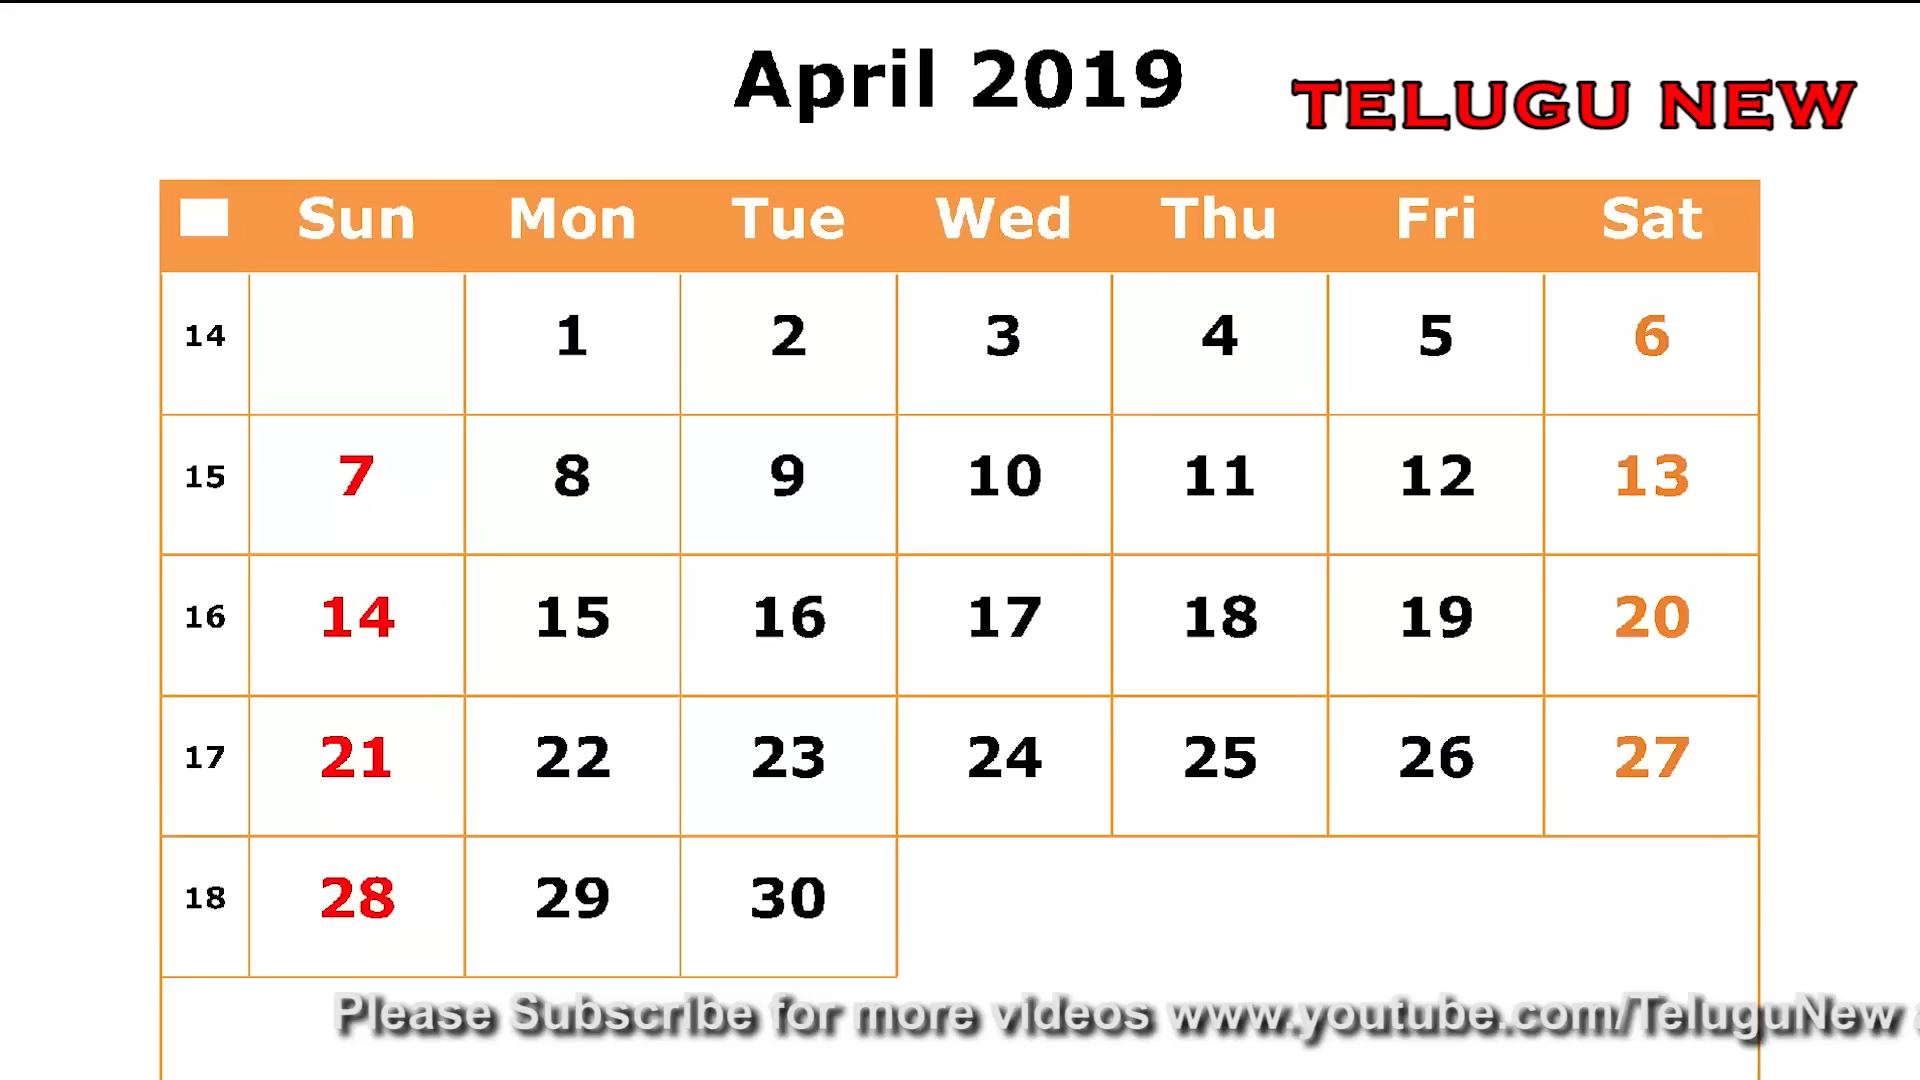 April 2019
TELUGU NEW
Sun Mon Tue Wed Thu Fri Sat
14 1 2 3 4 5 6
15 7 8 9 10 11 12 13
16 14 15 16 17 18 19 20
17 21 22 23 24 25 26 27
18 28 29 30
Please Subscribe for more videos www.youtube.com/TeluguNew